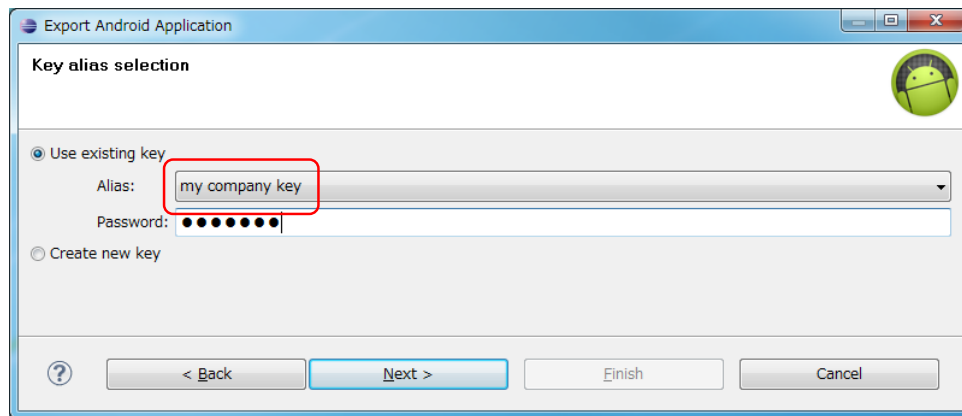 Export Android Application
Key alias selection
Use existing key
Alias: my company key
Password: ●●●●●●●
Create new key
? < Back Next > Finish Cancel